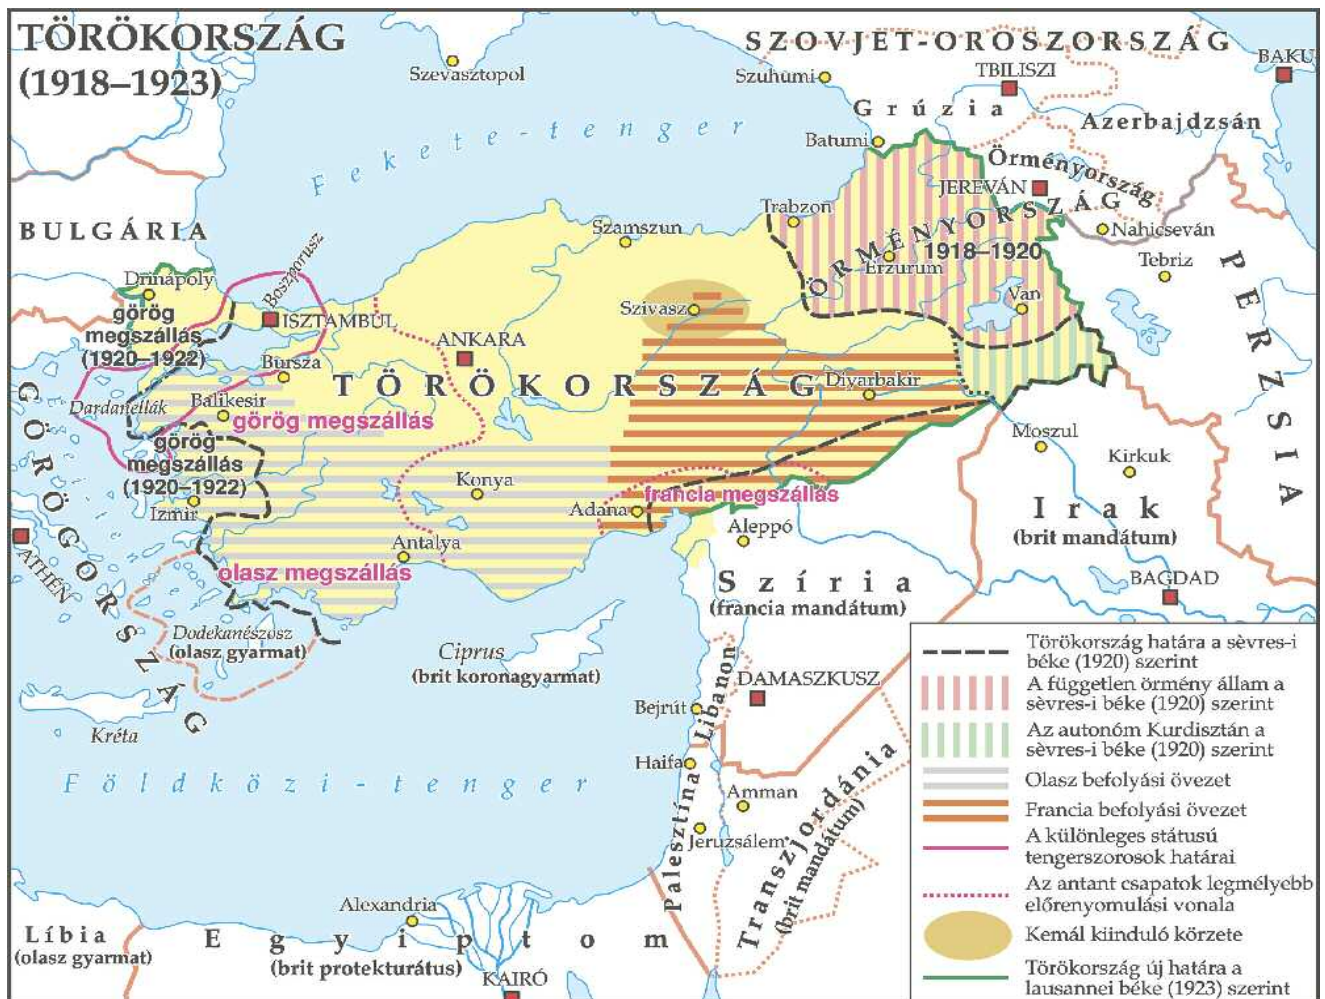 TÖRÖKORSZÁG
(1918–1923)
Szevasztopol
SZOVJET-OROSZORSZÁG
Szuhumi
TBILISZI
BAKU
Grúzia
Azerbajdzsán
Fekete-tenger
Batumi
Örményország
JEREVÁN
BULGÁRIA
Trabzon
ÖRMÉNYORSZÁG
1918–1920
Nahicseván
Szamszun
Erzurum
Tebriz
PERZSIA
Drinápoly
Boszporusz
görög
megszállás
(1920–1922)
ISZTAMBUL
Szivasz
Van
ANKARA
Bursza
TÖRÖKORSZÁG
Diyarbakir
Dardanellák
Balikesir
görög megszállás
GÖRÖGORSZÁG
görög
megszállás
(1920–1922)
Moszul
Kirkuk
Izmir
Konya
Adana
francia megszállás
Irak
(brit mandátum)
Aleppó
ATHÉN
Antalya
olasz megszállás
Szíria
(francia mandátum)
BAGDAD
Dodekanészosz
(olasz gyarmat)
Ciprus
(brit koronagyarmat)
Libanon
DAMASZKUSZ
Bejrút
Kréta
Földközi-tenger
Haifa
Palesztína
Amman
Jeruzsálem
Transzjordánia
(brit mandátum)
Alexandria
Líbia
(olasz gyarmat)
Egyiptom
(brit protekturátus)
KAIRÓ
Törökország határa a sèvres-i
béke (1920) szerint
A független örmény állam a
sèvres-i béke (1920) szerint
Az autonóm Kurdisztán a
sèvres-i béke (1920) szerint
Olasz befolyási övezet
Francia befolyási övezet
A különleges státusú
tengerszorosok határai
Az antant csapatok legmélyebb
előrenyomulási vonala
Kemál kiinduló körzete
Törökország új határa a
lausannei béke (1923) szerint